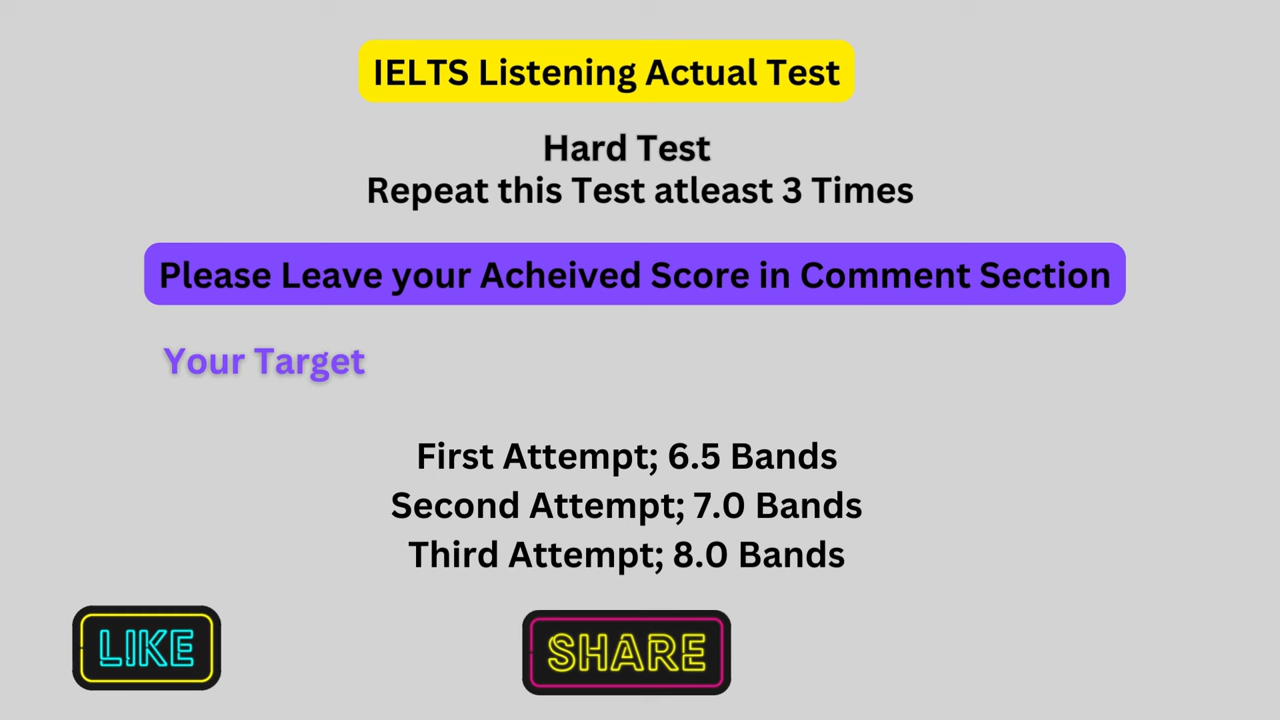 IELTS Listening Actual Test
Hard Test
Repeat this Test atleast 3 Times
Please Leave your Acheived Score in Comment Section
Your Target
First Attempt; 6.5 Bands
Second Attempt; 7.0 Bands
Third Attempt; 8.0 Bands
LIKE
SHARE